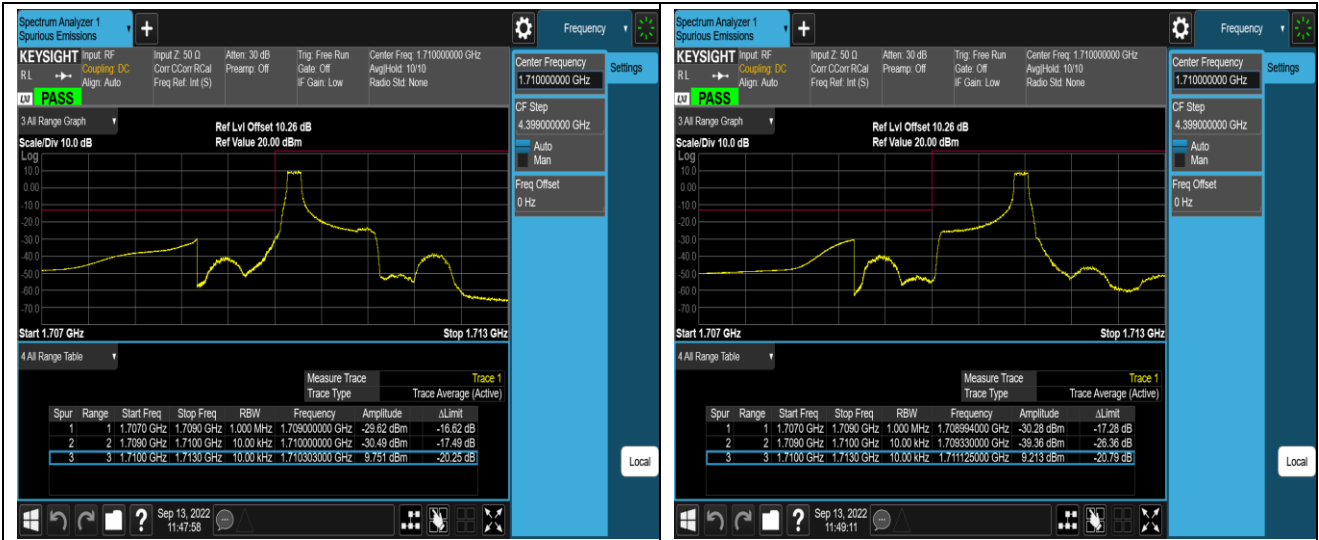 Spectrum Analyzer 1
Spurious Emissions
+
Frequency
KEYSIGHT Input: RF
RL
Coupling: DC
Align: Auto
Input Z: 50 Ω
Corr CCorr RCal
Freq Ref: Int (S)
Atten: 30 dB
Preamp: Off
Trig: Free Run
Gate: Off
IF Gain: Low
Center Freq: 1.710000000 GHz
Avg|Hold: 10/10
Radio Std: None
LXI PASS
Center Frequency
1.710000000 GHz
Settings
CF Step
4.399000000 GHz
Auto
Man
Freq Offset
0 Hz
3 All Range Graph
Ref Lvl Offset 10.26 dB
Scale/Div 10.0 dB
Ref Value 20.00 dBm
Log
10.0
0.00
-10.0
-20.0
-30.0
-40.0
-50.0
-60.0
-70.0
Start 1.707 GHz
Stop 1.713 GHz
4 All Range Table
Measure Trace Trace 1
Trace Type Trace Average (Active)
Spur Range Start Freq Stop Freq RBW Frequency Amplitude ΔLimit
1 1 1.7070 GHz 1.7090 GHz 1.000 MHz 1.709000000 GHz -29.62 dBm -16.62 dB
2 2 1.7090 GHz 1.7100 GHz 10.00 kHz 1.710000000 GHz -30.49 dBm -17.49 dB
3 3 1.7100 GHz 1.7130 GHz 10.00 kHz 1.710303000 GHz 9.751 dBm -20.25 dB
Local
?
Sep 13, 2022
11:47:58
Spectrum Analyzer 1
Spurious Emissions
+
Frequency
KEYSIGHT Input: RF
RL
Coupling: DC
Align: Auto
Input Z: 50 Ω
Corr CCorr RCal
Freq Ref: Int (S)
Atten: 30 dB
Preamp: Off
Trig: Free Run
Gate: Off
IF Gain: Low
Center Freq: 1.710000000 GHz
Avg|Hold: 10/10
Radio Std: None
LXI PASS
Center Frequency
1.710000000 GHz
Settings
CF Step
4.399000000 GHz
Auto
Man
Freq Offset
0 Hz
3 All Range Graph
Ref Lvl Offset 10.26 dB
Scale/Div 10.0 dB
Ref Value 20.00 dBm
Log
10.0
0.00
-10.0
-20.0
-30.0
-40.0
-50.0
-60.0
-70.0
Start 1.707 GHz
Stop 1.713 GHz
4 All Range Table
Measure Trace Trace 1
Trace Type Trace Average (Active)
Spur Range Start Freq Stop Freq RBW Frequency Amplitude ΔLimit
1 1 1.7070 GHz 1.7090 GHz 1.000 MHz 1.708994000 GHz -30.28 dBm -17.28 dB
2 2 1.7090 GHz 1.7100 GHz 10.00 kHz 1.709330000 GHz -39.36 dBm -26.36 dB
3 3 1.7100 GHz 1.7130 GHz 10.00 kHz 1.711125000 GHz 9.213 dBm -20.79 dB
Local
?
Sep 13, 2022
11:49:11